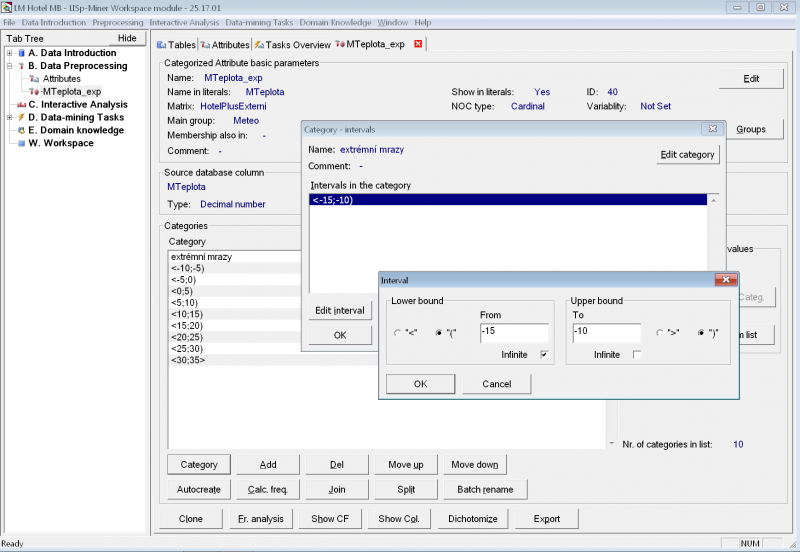 LM Hotel MB - LISp-Miner Workspace module - 25.17.01
File Data Introduction Preprocessing Interactive Analysis Data-mining Tasks Domain Knowledge Window Help
Tab Tree Hide
A. Data Introduction
B. Data Preprocessing
Attributes
MTeplota_exp
C. Interactive Analysis
D. Data-mining Tasks
E. Domain knowledge
W. Workspace
Tables Attributes Tasks Overview MTeplota_exp
Categorized Attribute basic parameters
Name: MTeplota_exp Edit
Name in literals: MTeplota Show in literals: Yes ID: 40
Matrix: HotelPlusExterni NOC type: Cardinal Variablity: Not Set
Main group: Meteo
Membership also in: - Groups
Comment: -
Source database column
MTeplota
Type: Decimal number
Categories
Category
extrémní mrazy
<-10;-5)
<-5;0)
<0;5)
<5;10)
<10;15)
<15;20)
<20;25)
<25;30)
<30;35>
values
Categ.
m list
Nr. of categories in list: 10
Category Add Del Move up Move down
Autocreate Calc. freq. Join Split Batch rename
Clone Fr. analysis Show CF Show Col. Dichotomize Export
Category - intervals
Name: extrémní mrazy
Edit category
Comment: -
Intervals in the category
<-15;-10)
Edit interval
OK
Interval
Lower bound Upper bound
From To
"<" "(" -15 -10 ">" ")"
Infinite Infinite
OK Cancel
Ready NUM